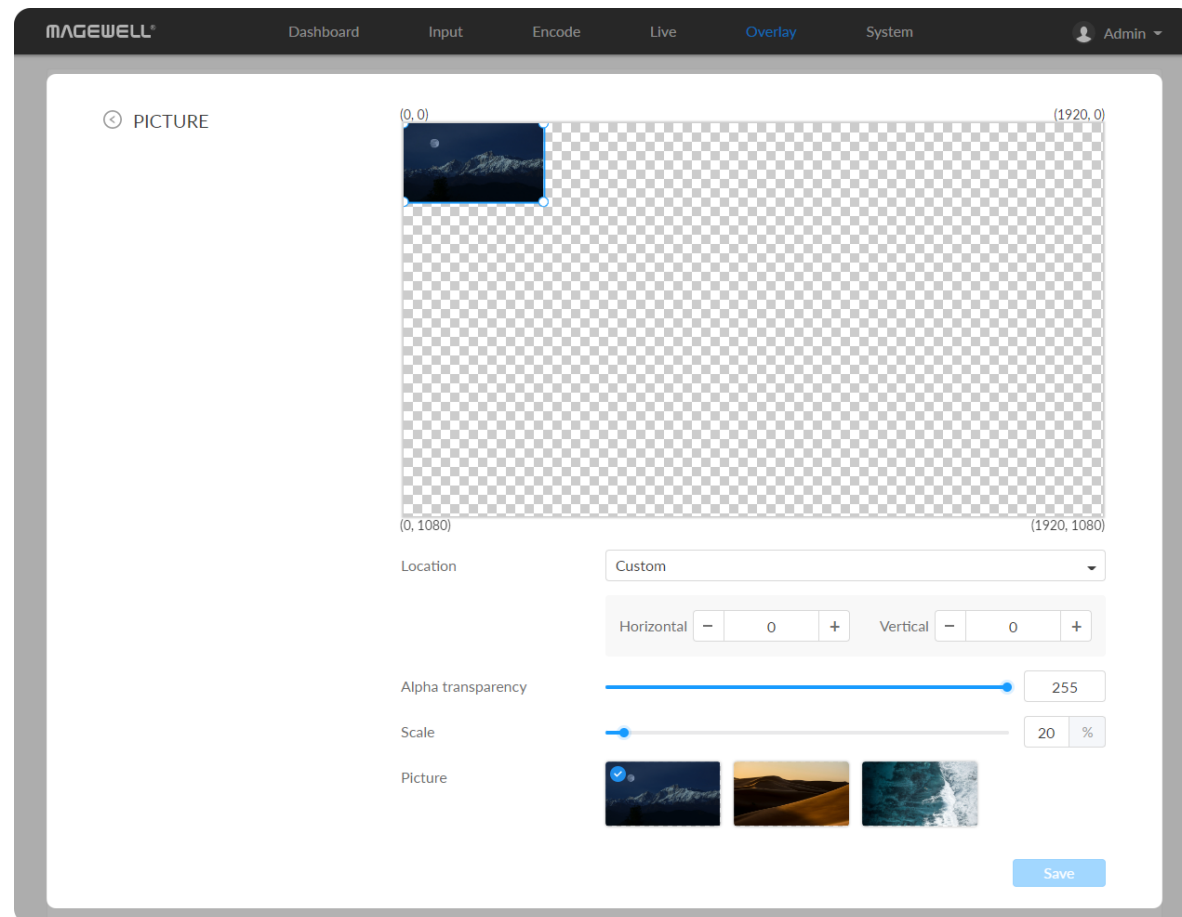 MAGEWELL®
Dashboard Input Encode Live Overlay System Admin
PICTURE
(0, 0) (1920, 0)
(0, 1080) (1920, 1080)
Location Custom
Horizontal − 0 + Vertical − 0 +
Alpha transparency 255
Scale 20 %
Picture
Save